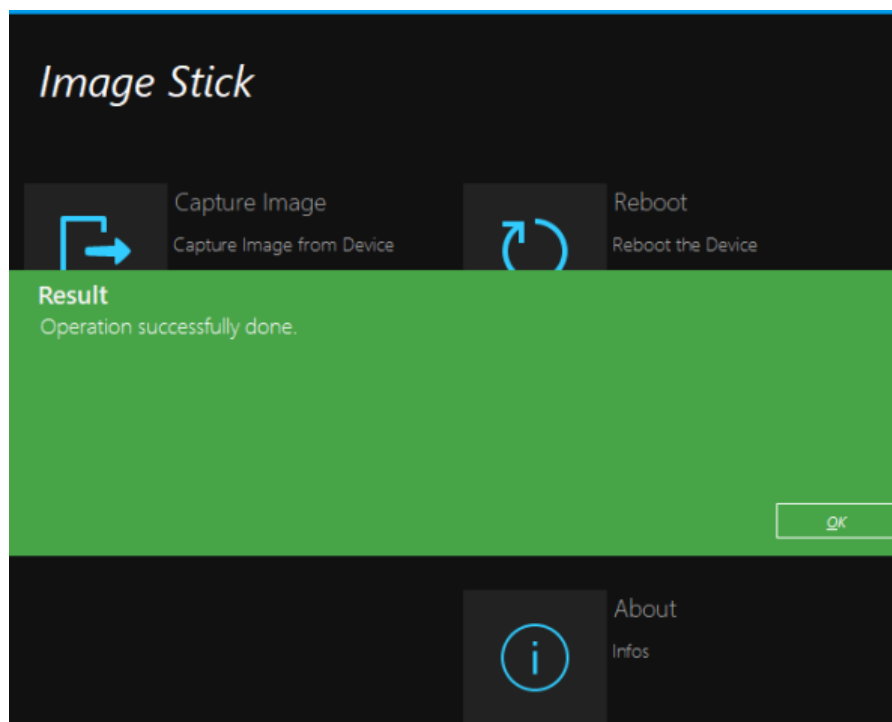 Image Stick
Capture Image
Capture Image from Device
Reboot
Reboot the Device
Result
Operation successfully done.
OK
About
Infos